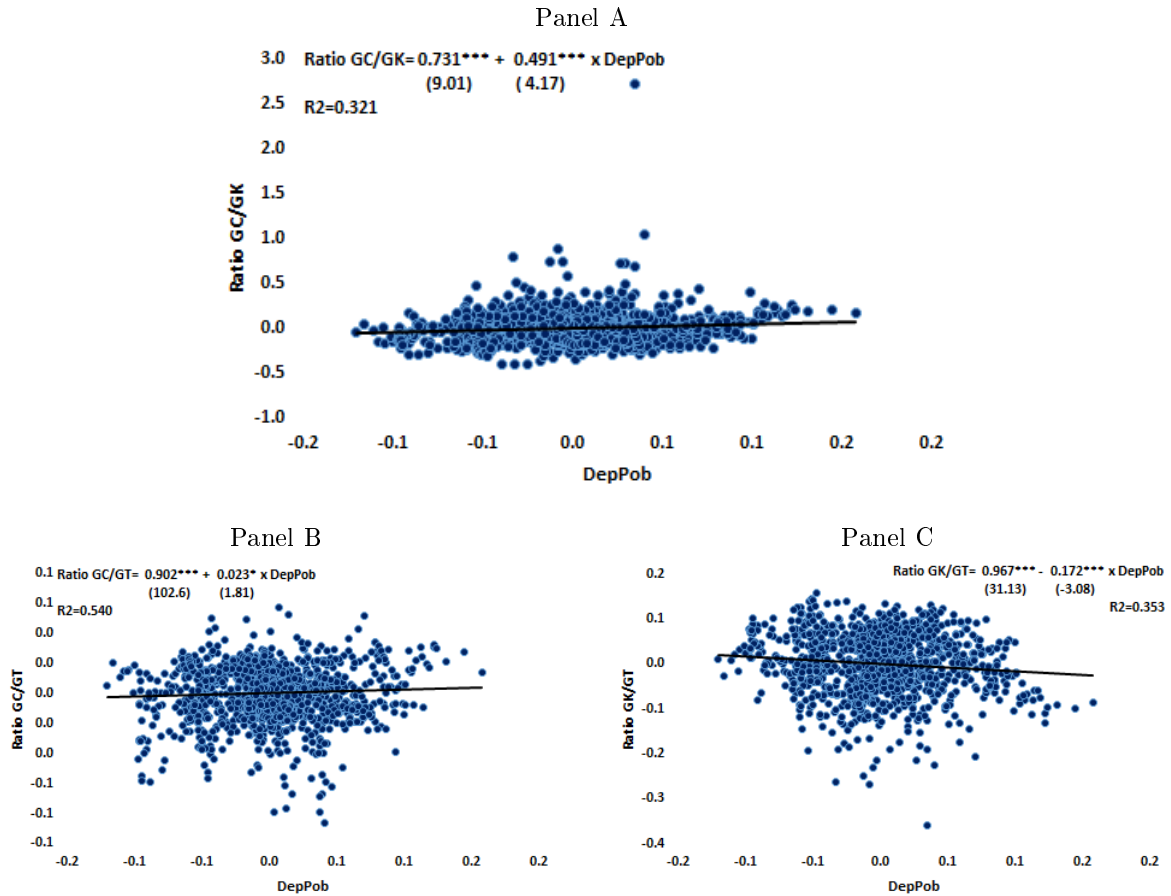 Panel A
Ratio GC/GK= 0.731*** + 0.491*** x DepPob
(9.01) ( 4.17)
R2=0.321
3.0
2.5
2.0
1.5
1.0
0.5
0.0
-0.5
-1.0
Ratio GC/GK
-0.2 -0.1 -0.1 0.0 0.1 0.1 0.2 0.2
DepPob
Panel B
Ratio GC/GT= 0.902*** + 0.023* x DepPob
(102.6) (1.81)
R2=0.540
0.1
0.1
0.0
0.0
0.0
0.0
0.0
-0.1
-0.1
-0.1
Ratio GC/GT
-0.2 -0.1 -0.1 0.0 0.1 0.1 0.2 0.2
DepPob
Panel C
Ratio GK/GT= 0.967*** - 0.172*** x DepPob
(31.13) (-3.08)
R2=0.353
0.2
0.1
0.0
-0.1
-0.2
-0.3
-0.4
Ratio GK/GT
-0.2 -0.1 -0.1 0.0 0.1 0.1 0.2 0.2
DepPob